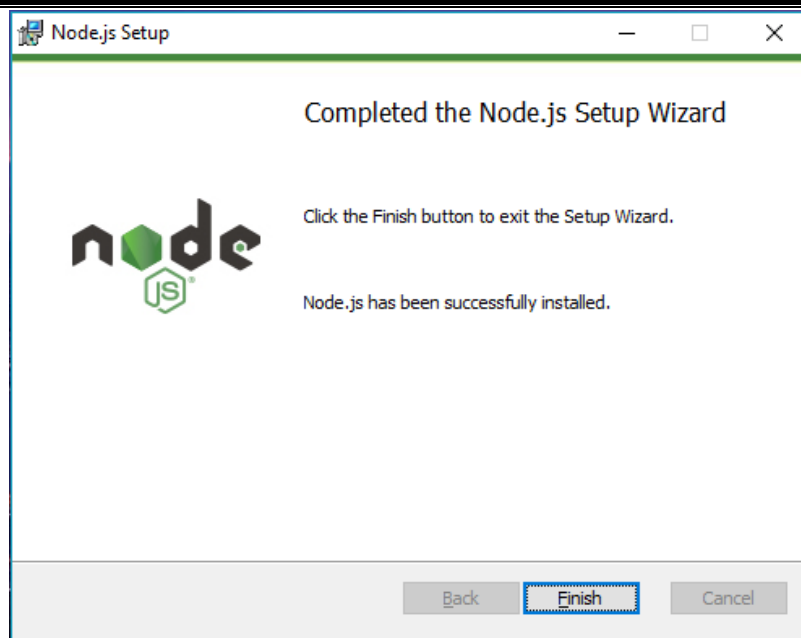 Node.js Setup
Completed the Node.js Setup Wizard
Click the Finish button to exit the Setup Wizard.
node
JS®
Node.js has been successfully installed.
Back Finish Cancel